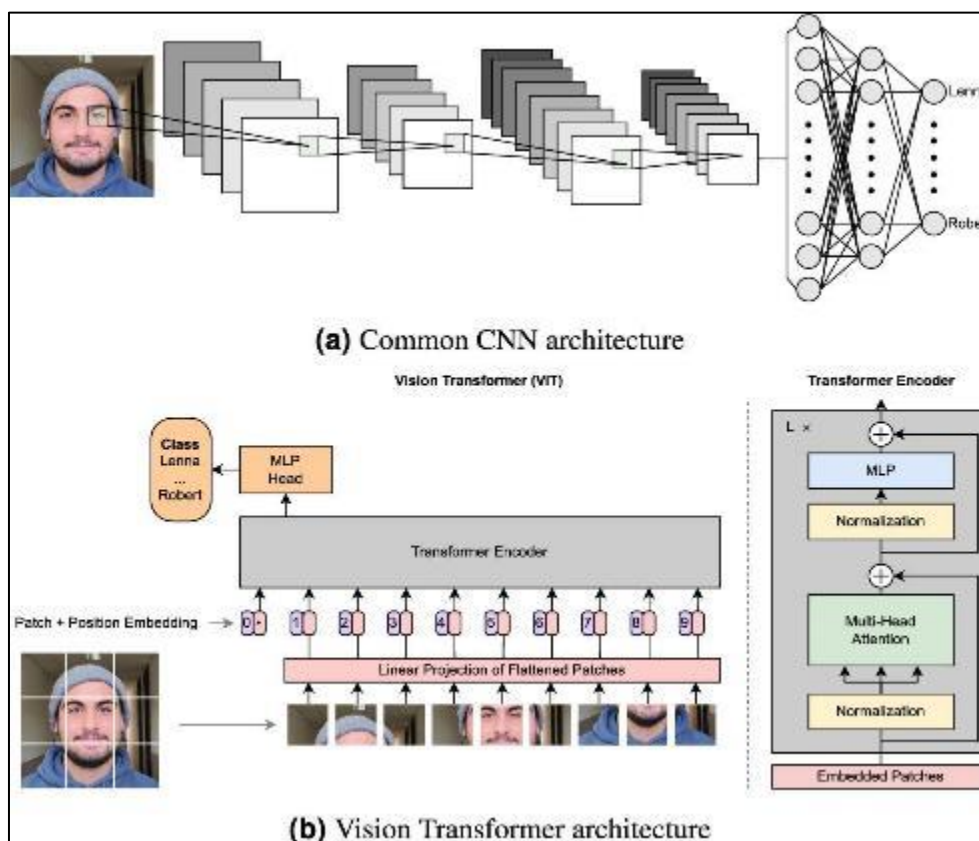 Lenn
Robe
(a) Common CNN architecture
Vision Transformer (ViT)
Class
Lenna
...
Robert
MLP
Head
Transformer Encoder
Patch + Position Embedding
0 *
1
2
3
4
5
6
7
8
9
Linear Projection of Flattened Patches
Transformer Encoder
L ×
MLP
Normalization
Multi-Head
Attention
Normalization
Embedded Patches
(b) Vision Transformer architecture